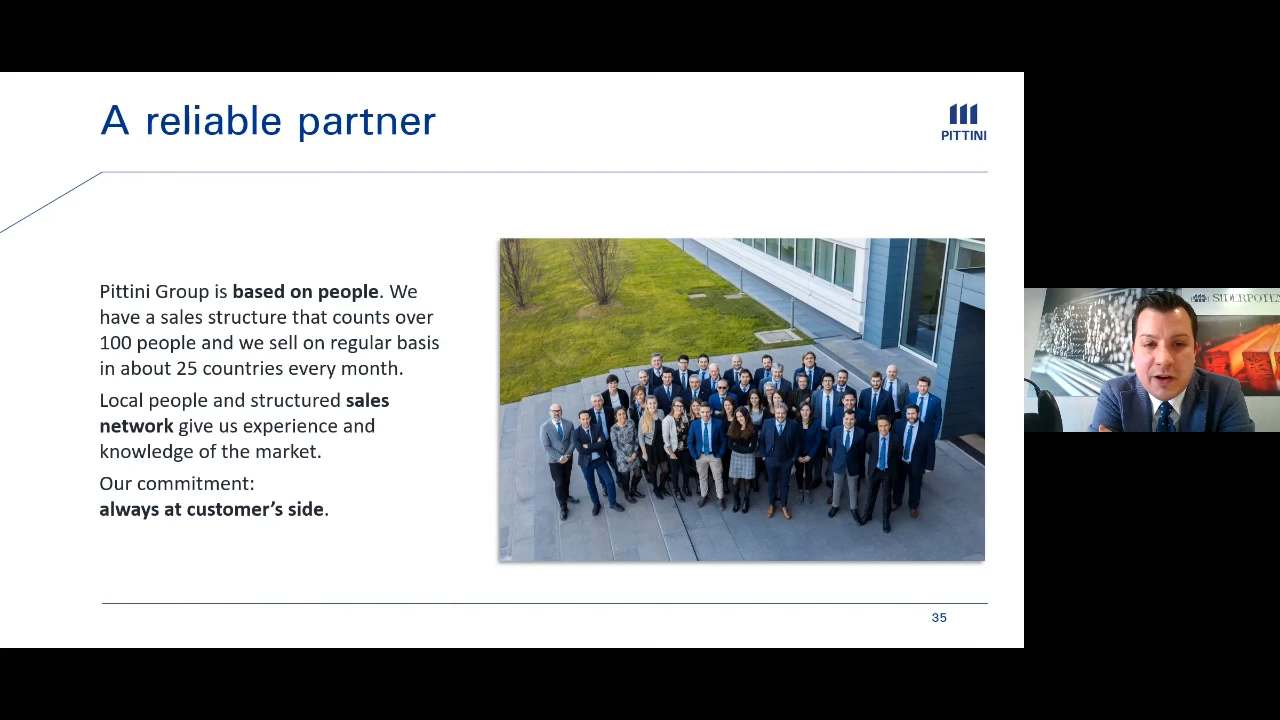 A reliable partner
PITTINI
Pittini Group is based on people. We
have a sales structure that counts over
100 people and we sell on regular basis
in about 25 countries every month.
Local people and structured sales
network give us experience and
knowledge of the market.
Our commitment:
always at customer’s side.
35